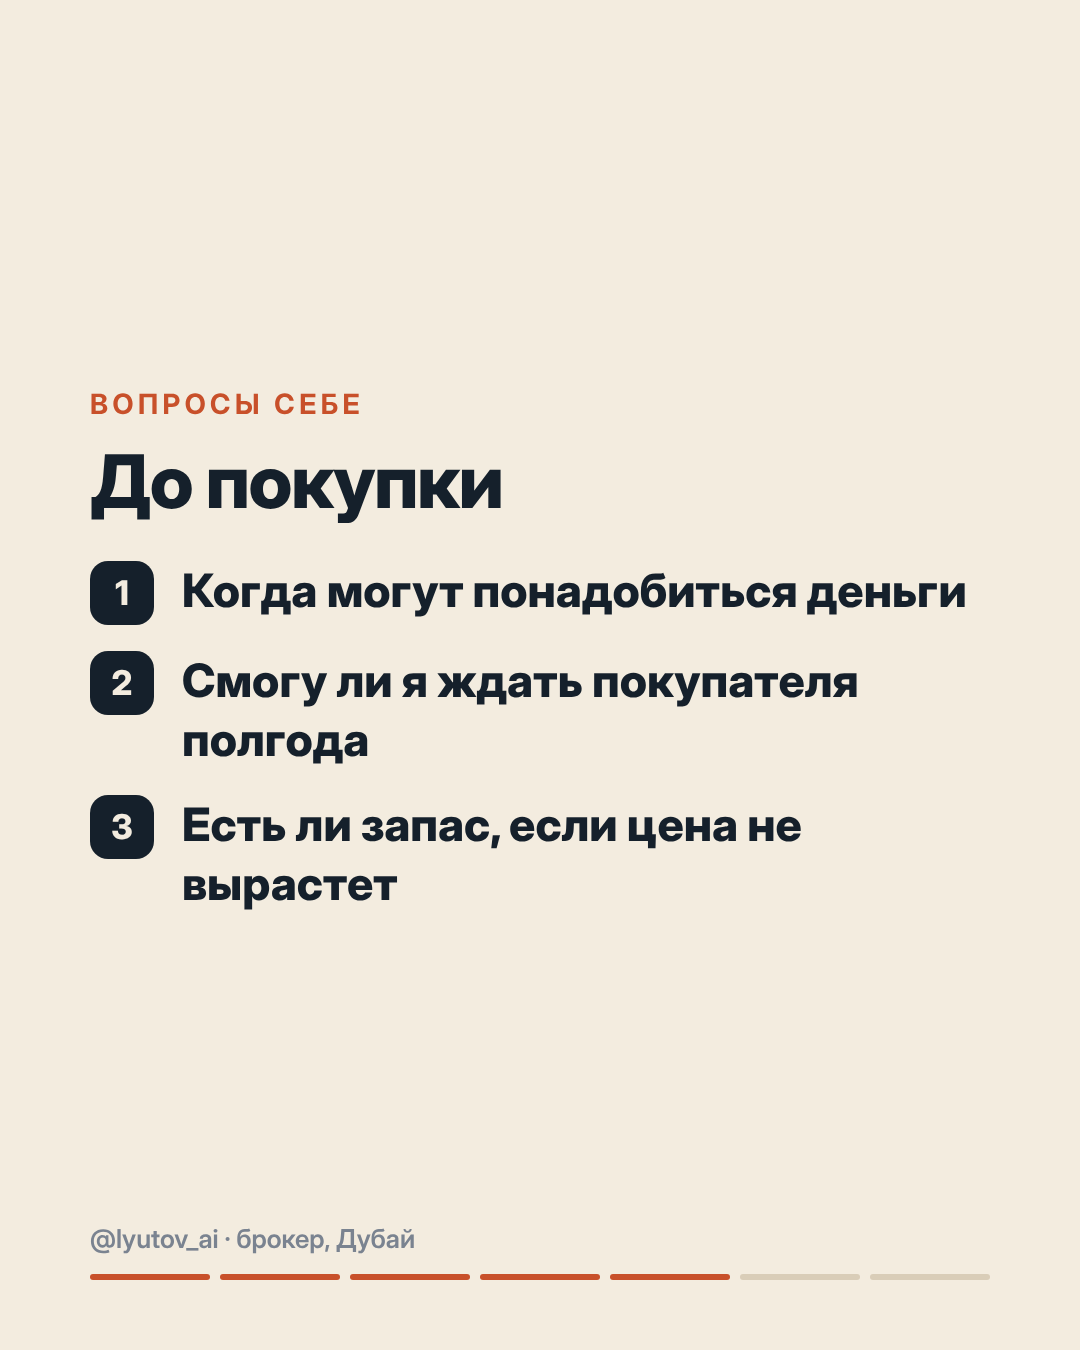 ВОПРОСЫ СЕБЕ
До покупки
1 Когда могут понадобиться деньги
2 Смогу ли я ждать покупателя
полгода
3 Есть ли запас, если цена не
вырастет
@lyutov_ai · брокер, Дубай